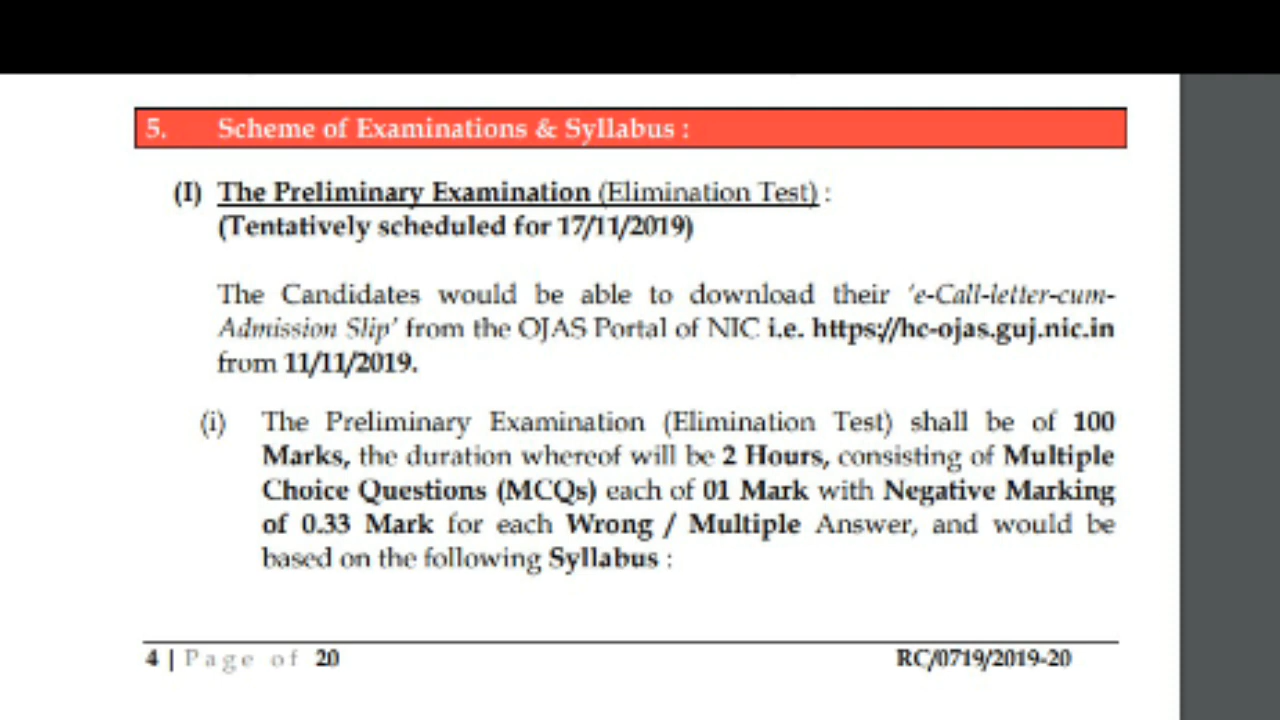 5. Scheme of Examinations & Syllabus :
(I) The Preliminary Examination (Elimination Test) :
(Tentatively scheduled for 17/11/2019)
The Candidates would be able to download their 'e-Call-letter-cum-
Admission Slip' from the OJAS Portal of NIC i.e. https://hc-ojas.guj.nic.in
from 11/11/2019.
(i) The Preliminary Examination (Elimination Test) shall be of 100
Marks, the duration whereof will be 2 Hours, consisting of Multiple
Choice Questions (MCQs) each of 01 Mark with Negative Marking
of 0.33 Mark for each Wrong / Multiple Answer, and would be
based on the following Syllabus :
4 | Page of 20 RC/0719/2019-20